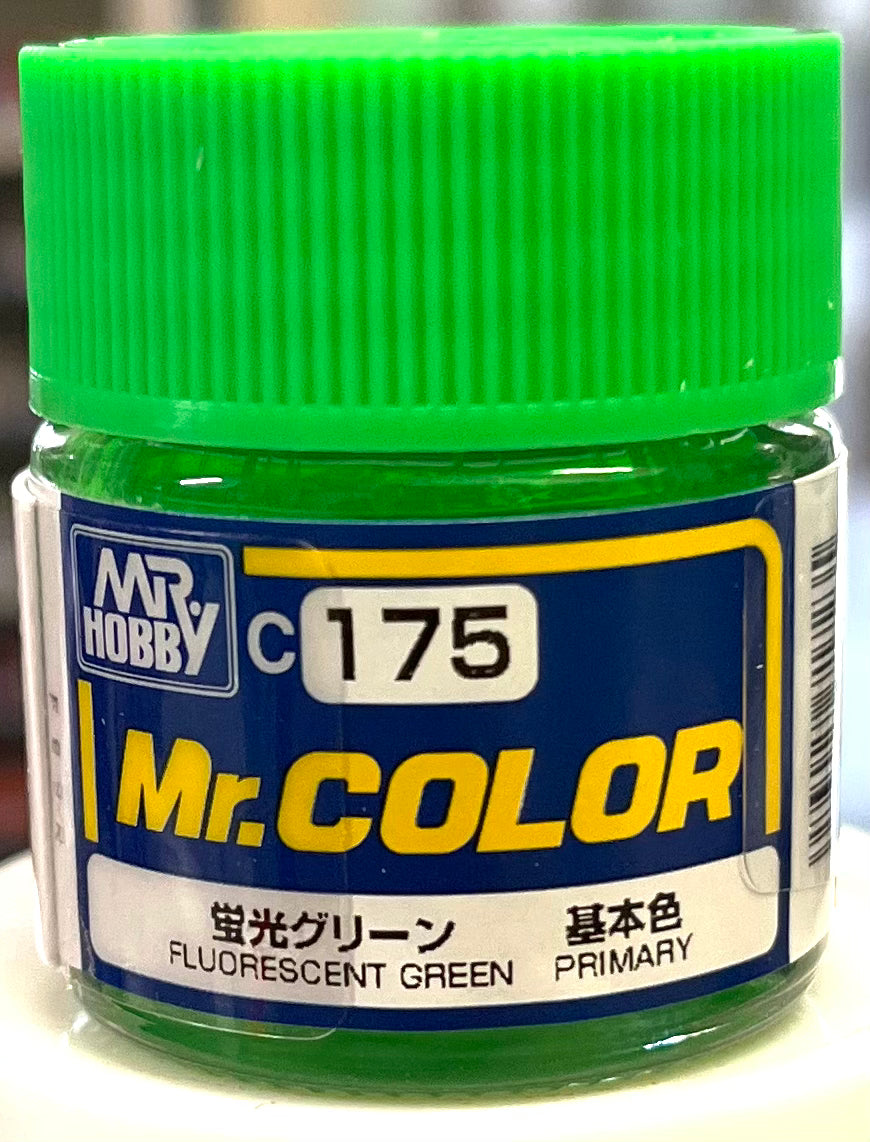 MR.
HOBBY
C 175
Mr.COLOR
蛍光グリーン 基本色
FLUORESCENT GREEN PRIMARY